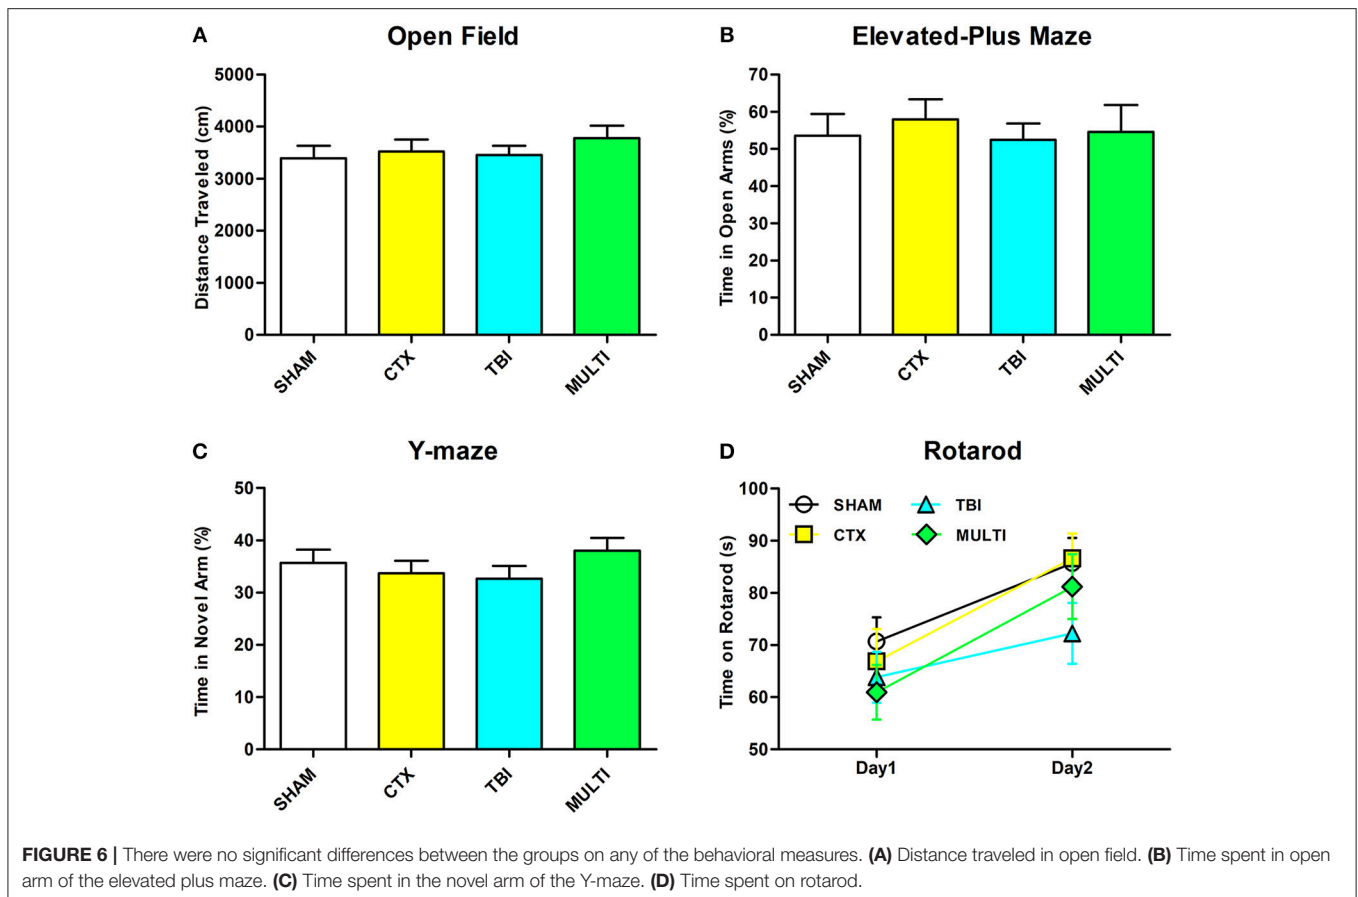 A
Open Field
Distance Traveled (cm)
5000
4000
3000
2000
1000
0
SHAM
CTX
TBI
MULTI
B
Elevated-Plus Maze
Time in Open Arms (%)
70
60
50
40
30
20
10
0
SHAM
CTX
TBI
MULTI
C
Y-maze
Time in Novel Arm (%)
50
40
30
20
10
0
SHAM
CTX
TBI
MULTI
D
Rotarod
Time on Rotarod (s)
100
90
80
70
60
50
SHAM
TBI
CTX
MULTI
Day1
Day2
FIGURE 6 | There were no significant differences between the groups on any of the behavioral measures. (A) Distance traveled in open field. (B) Time spent in open
arm of the elevated plus maze. (C) Time spent in the novel arm of the Y-maze. (D) Time spent on rotarod.